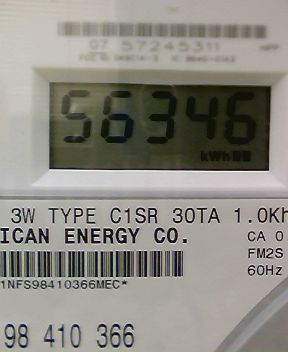 07 57245311
56346
kWh
3W TYPE C1SR 30TA 1.0Kh
ICAN ENERGY CO.
CA 0.
FM2S
60Hz
1NFS98410366MEC*
98 410 366